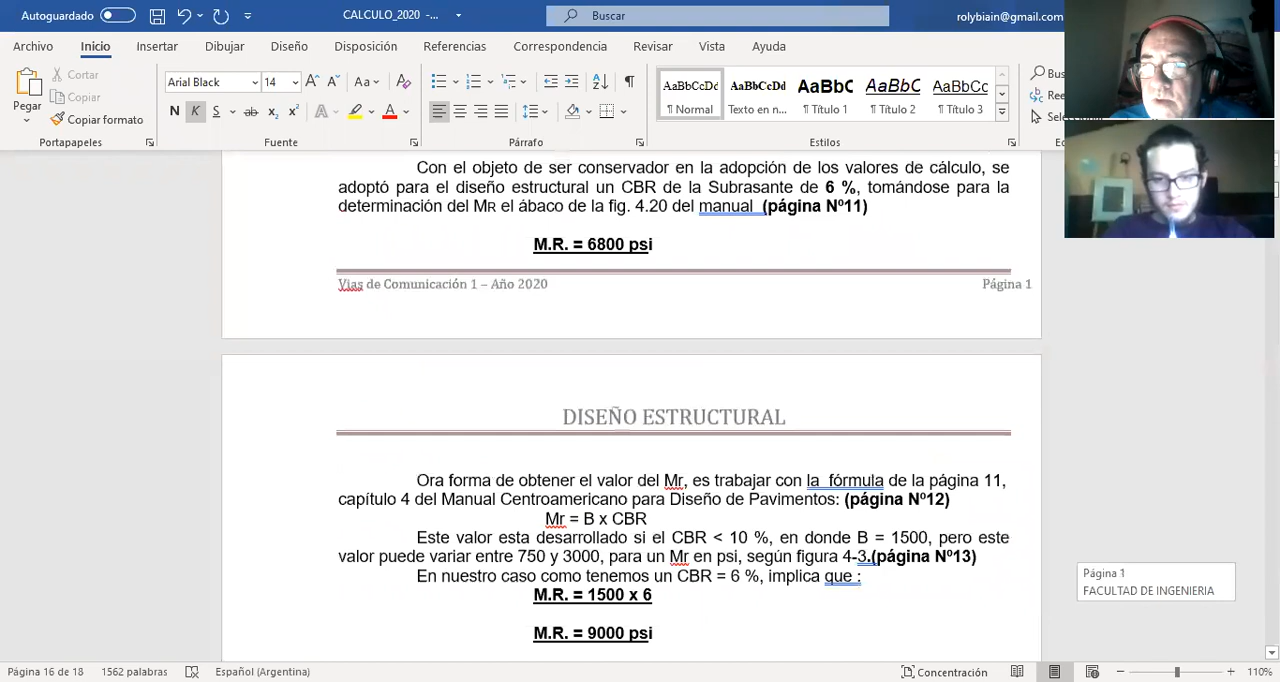 Autoguardado
CALCULO_2020 -...
Buscar
rolybiain@gmail.com
Archivo Inicio Insertar Dibujar Diseño Disposición Referencias Correspondencia Revisar Vista Ayuda
Pegar
Cortar
Copiar
Copiar formato
Portapapeles
Arial Black 14
Aa
N K S ab x₂ x² A A
Fuente
Párrafo
AaBbCcDd AaBbCcDd AaBbC AaBbC AaBbCc
¶ Normal Texto en n... ¶ Título 1 ¶ Título 2 ¶ Título 3
Estilos
Con el objeto de ser conservador en la adopción de los valores de cálculo, se
adoptó para el diseño estructural un CBR de la Subrasante de 6 %, tomándose para la
determinación del MR el ábaco de la fig. 4.20 del manual (página Nº11)
M.R. = 6800 psi
Vias de Comunicación 1 – Año 2020 Página 1
DISEÑO ESTRUCTURAL
Ora forma de obtener el valor del Mr, es trabajar con la fórmula de la página 11,
capítulo 4 del Manual Centroamericano para Diseño de Pavimentos: (página Nº12)
Mr = B x CBR
Este valor esta desarrollado si el CBR < 10 %, en donde B = 1500, pero este
valor puede variar entre 750 y 3000, para un Mr en psi, según figura 4-3.(página Nº13)
En nuestro caso como tenemos un CBR = 6 %, implica que :
M.R. = 1500 x 6
M.R. = 9000 psi
Página 1
FACULTAD DE INGENIERIA
Página 16 de 18 1562 palabras Español (Argentina) Concentración 110%